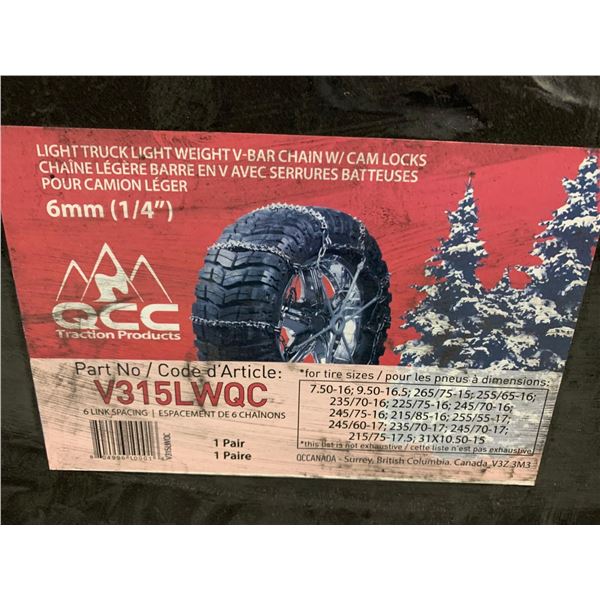 LIGHT TRUCK LIGHT WEIGHT V-BAR CHAIN W/ CAM LOCKS
CHAÎNE LÉGÈRE BARRE EN V AVEC SERRURES BATTEUSES
POUR CAMION LÉGER
6mm (1/4")
QCC
Traction Products
Part No / Code d'Article:
V315LWQC
6 LINK SPACING | ESPACEMENT DE 6 CHAÎNONS
V315LWQC
1 Pair
1 Paire
*for tire sizes / pour les pneus à dimensions:
7.50-16; 9.50-16.5; 265/75-15; 255/65-16;
235/70-16; 225/75-16; 245/70-16;
245/75-16; 215/85-16; 255/55-17;
245/60-17; 235/70-17; 245/70-17;
215/75-17.5; 31X10.50-15
*this list is not exhaustive / cette liste n'est pas exhaustive
QCCANADA - Surrey, British Columbia, Canada, V3Z 3M3